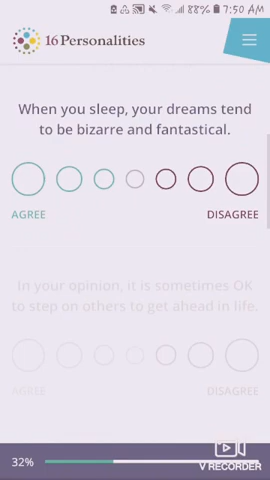 88% 7:50 AM
16Personalities
When you sleep, your dreams tend
to be bizarre and fantastical.
AGREE DISAGREE
In your opinion, it is sometimes OK
to step on others to get ahead in life.
AGREE DISAGREE
32%
V RECORDER